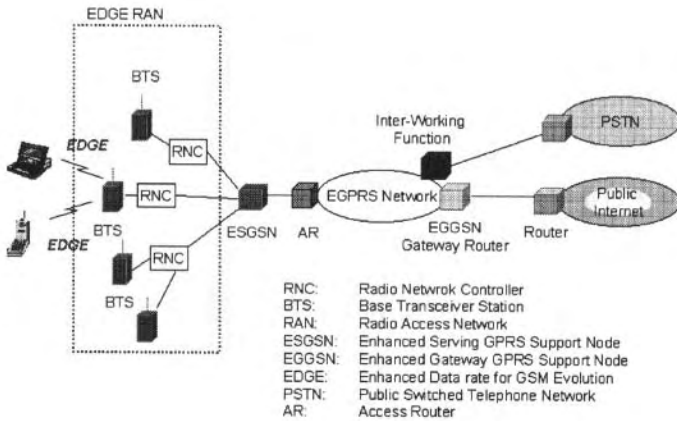 EDGE RAN
BTS
EDGE
RNC
RNC
EDGE
BTS
BTS
RNC
BTS
ESGSN
AR
EGPRS Network
Inter-Working
Function
EGGSN
Gateway Router
Router
PSTN
Public
Internet
RNC: Radio Netwrok Controller
BTS: Base Transceiver Station
RAN: Radio Access Network
ESGSN: Enhanced Serving GPRS Support Node
EGGSN: Enhanced Gateway GPRS Support Node
EDGE: Enhanced Data rate for GSM Evolution
PSTN: Public Switched Telephone Network
AR: Access Router